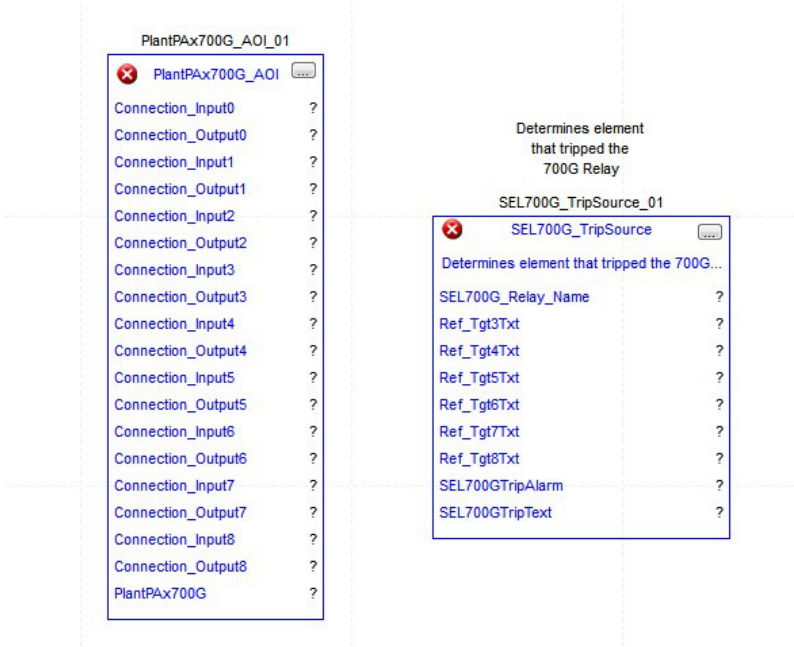 PlantPAx700G_AOI_01
PlantPAx700G_AOI ...
Connection_Input0 ?
Connection_Output0 ?
Connection_Input1 ?
Connection_Output1 ?
Connection_Input2 ?
Connection_Output2 ?
Connection_Input3 ?
Connection_Output3 ?
Connection_Input4 ?
Connection_Output4 ?
Connection_Input5 ?
Connection_Output5 ?
Connection_Input6 ?
Connection_Output6 ?
Connection_Input7 ?
Connection_Output7 ?
Connection_Input8 ?
Connection_Output8 ?
PlantPAx700G ?
Determines element
that tripped the
700G Relay
SEL700G_TripSource_01
SEL700G_TripSource ...
Determines element that tripped the 700G...
SEL700G_Relay_Name ?
Ref_Tgt3Txt ?
Ref_Tgt4Txt ?
Ref_Tgt5Txt ?
Ref_Tgt6Txt ?
Ref_Tgt7Txt ?
Ref_Tgt8Txt ?
SEL700GTripAlarm ?
SEL700GTripText ?